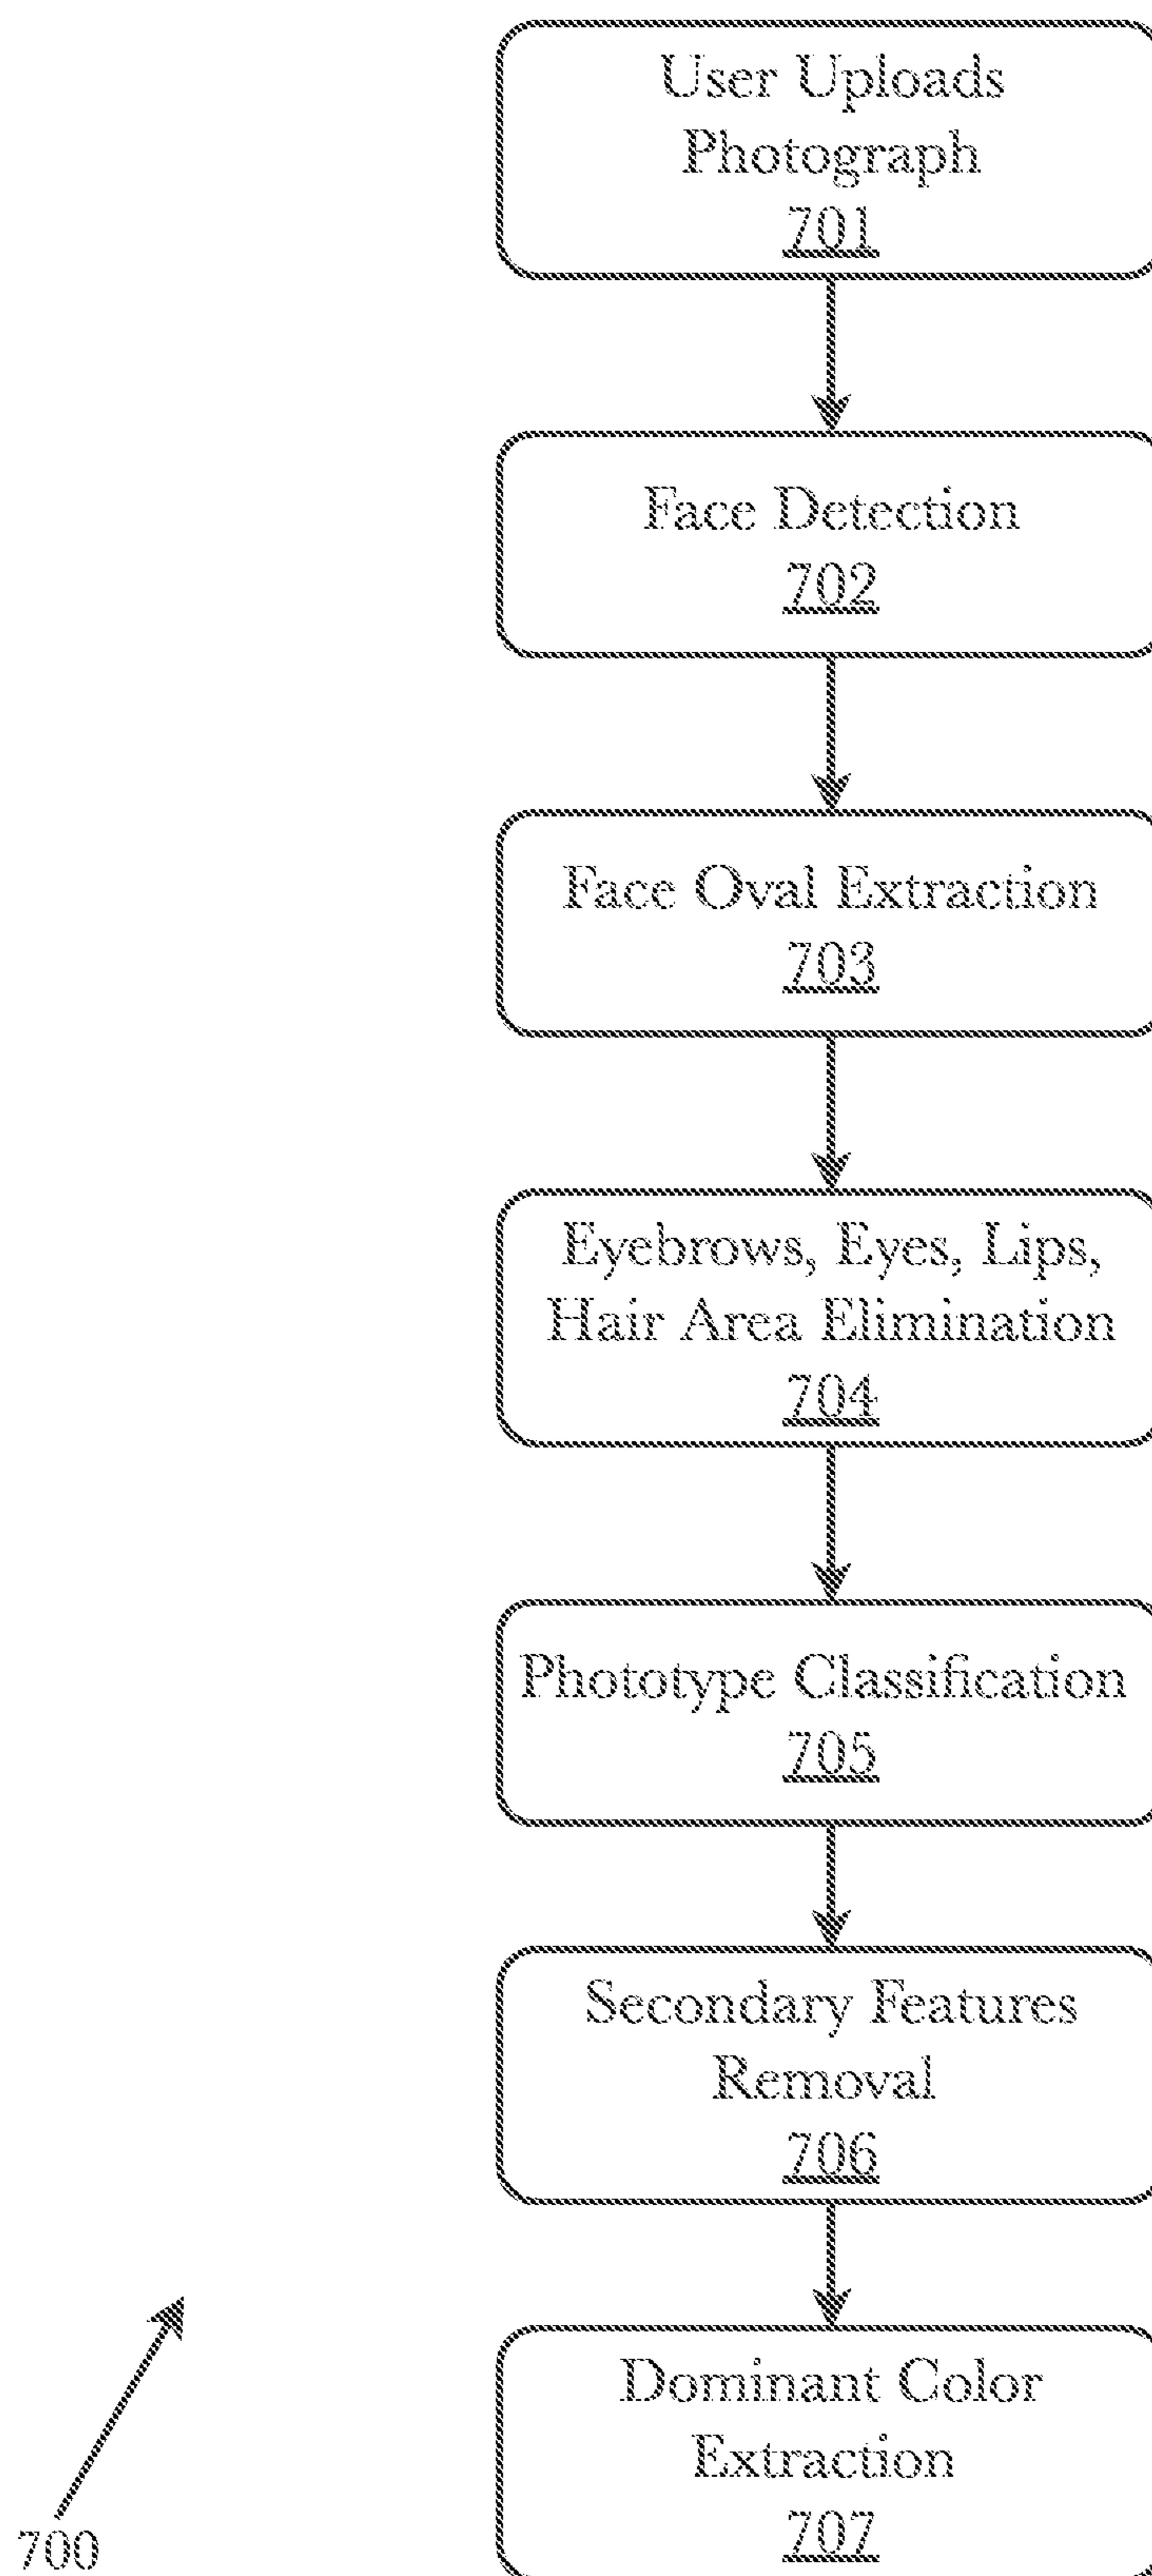 User Uploads
Photograph
701
Face Detection
702
Face Oval Extraction
703
Eyebrows, Eyes, Lips,
Hair Area Elimination
704
Phototype Classification
705
Secondary Features
Removal
706
Dominant Color
Extraction
707
700